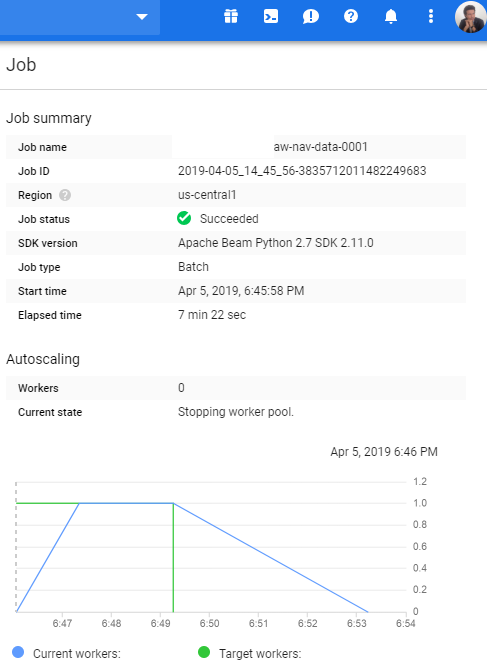 Job
Job summary
Job name aw-nav-data-0001
Job ID 2019-04-05_14_45_56-3835712011482249683
Region us-central1
Job status Succeeded
SDK version Apache Beam Python 2.7 SDK 2.11.0
Job type Batch
Start time Apr 5, 2019, 6:45:58 PM
Elapsed time 7 min 22 sec
Autoscaling
Workers 0
Current state Stopping worker pool.
Apr 5, 2019 6:46 PM
1.2
1.0
0.8
0.6
0.4
0.2
0
6:47 6:48 6:49 6:50 6:51 6:52 6:53 6:54
Current workers: Target workers: